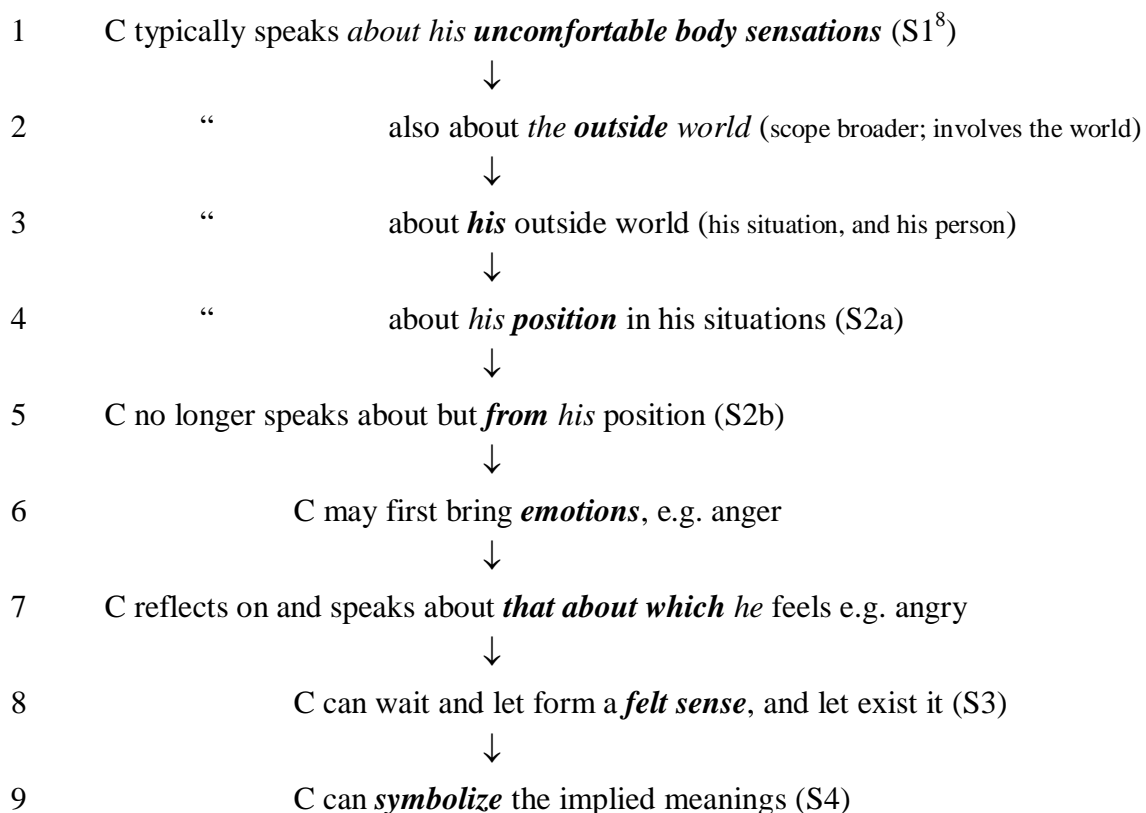 1 C typically speaks about his uncomfortable body sensations (S1⁸)
↓
2 “ also about the outside world (scope broader; involves the world)
↓
3 “ about his outside world (his situation, and his person)
↓
4 “ about his position in his situations (S2a)
↓
5 C no longer speaks about but from his position (S2b)
↓
6 C may first bring emotions, e.g. anger
↓
7 C reflects on and speaks about that about which he feels e.g. angry
↓
8 C can wait and let form a felt sense, and let exist it (S3)
↓
9 C can symbolize the implied meanings (S4)